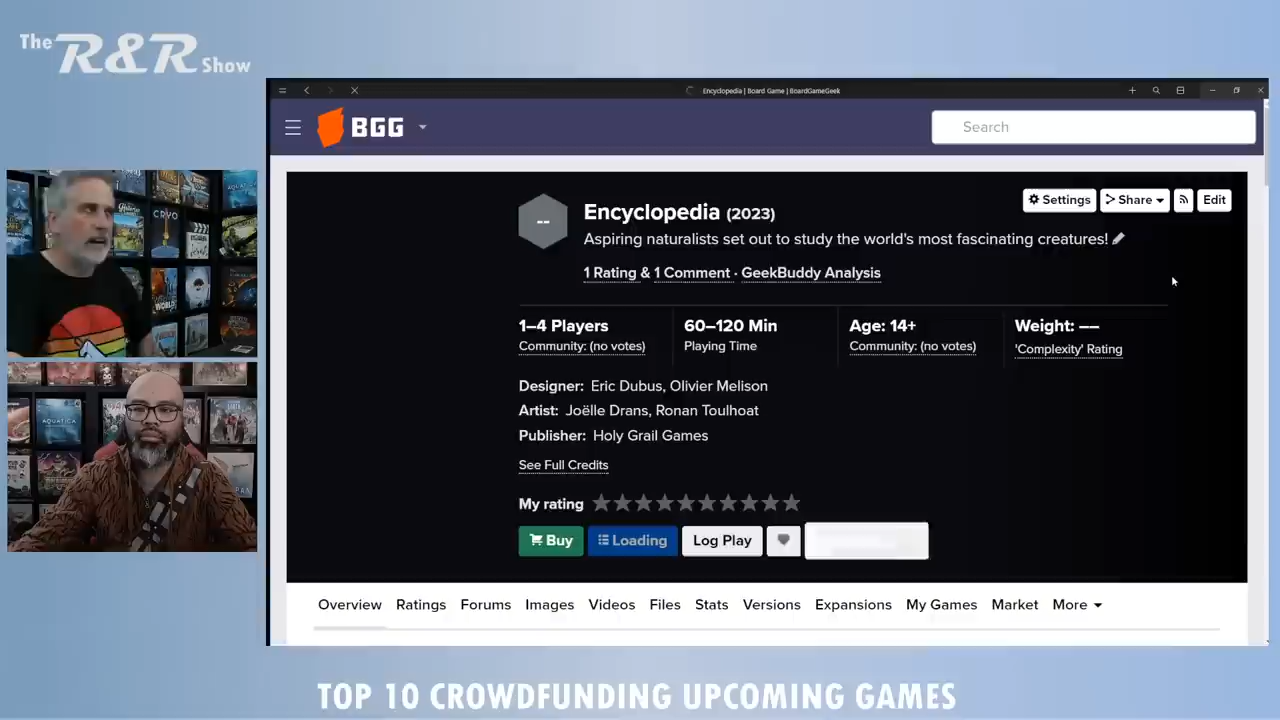 The R&R Show
Encyclopedia | Board Game | BoardGameGeek
BGG
Search
--
Encyclopedia (2023)
Settings
Share
Edit
Aspiring naturalists set out to study the world's most fascinating creatures!
1 Rating & 1 Comment · GeekBuddy Analysis
1–4 Players
60–120 Min
Age: 14+
Weight: ––
Community: (no votes)
Playing Time
Community: (no votes)
'Complexity' Rating
Designer: Eric Dubus, Olivier Melison
Artist: Joëlle Drans, Ronan Toulhoat
Publisher: Holy Grail Games
See Full Credits
My rating
Buy
Loading
Log Play
Overview
Ratings
Forums
Images
Videos
Files
Stats
Versions
Expansions
My Games
Market
More
CRYO
AQUATICA
TOP 10 CROWDFUNDING UPCOMING GAMES